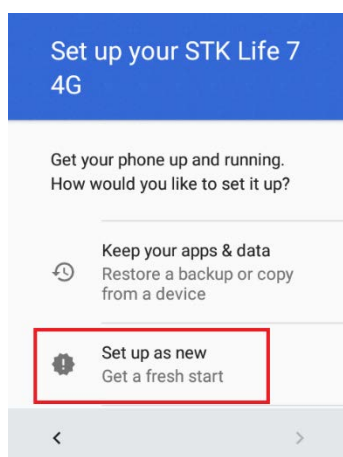 Set up your STK Life 7
4G
Get your phone up and running.
How would you like to set it up?
Keep your apps & data
Restore a backup or copy
from a device
Set up as new
Get a fresh start